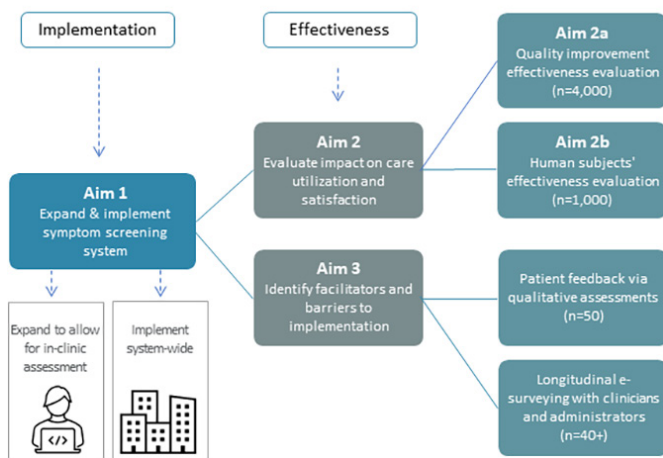 Implementation
Effectiveness
Aim 1
Expand & implement
symptom screening
system
Expand to allow
for in-clinic
assessment
</>
Implement
system-wide
Aim 2
Evaluate impact on care
utilization and
satisfaction
Aim 3
Identify facilitators and
barriers to
implementation
Aim 2a
Quality improvement
effectiveness evaluation
(n=4,000)
Aim 2b
Human subjects'
effectiveness evaluation
(n=1,000)
Patient feedback via
qualitative assessments
(n=50)
Longitudinal e-
surveying with clinicians
and administrators
(n=40+)